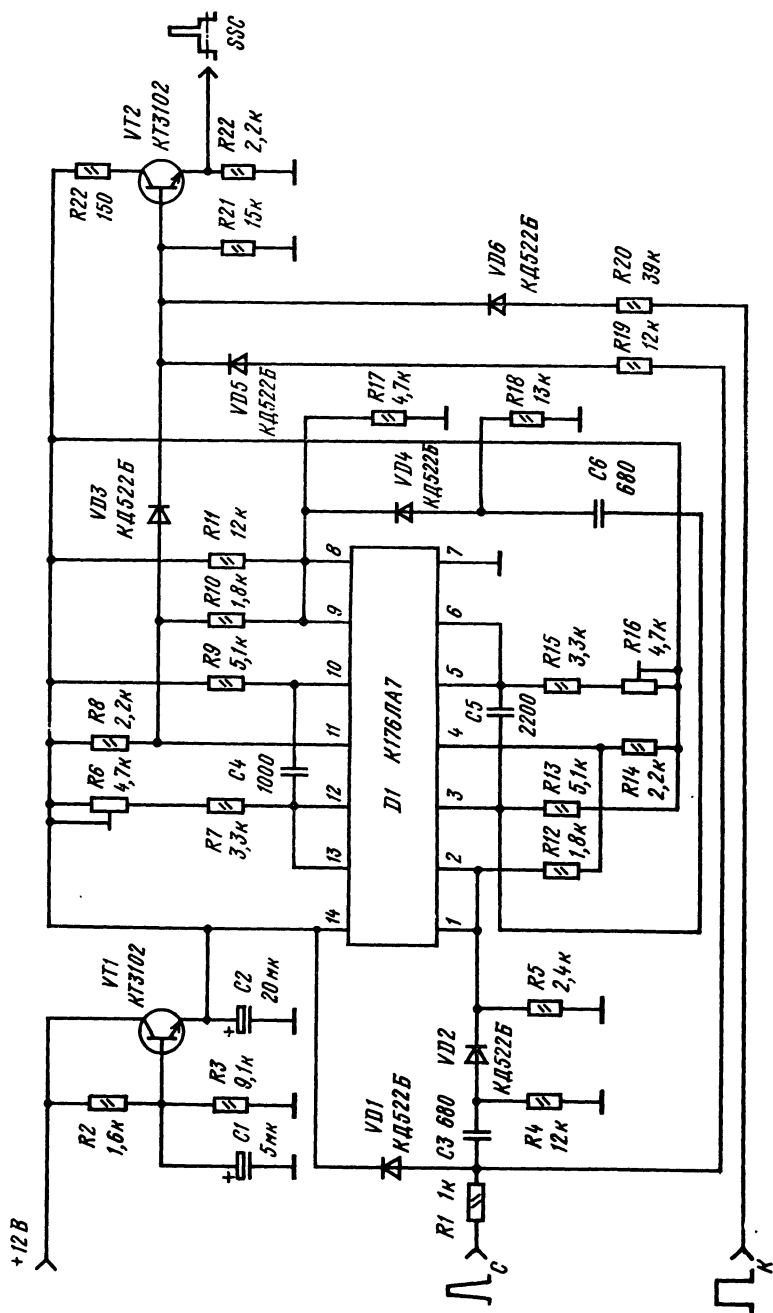 +12 В
R2
1,6к
C1
5мк
R3
9,1к
VT1
КТ3102
C2
20 мк
R6
4,7к
R7
3,3к
R8
2,2к
C4
1000
R9
5,1к
R10
1,8к
R11
12к
VD3
КД522Б
R22
150
VT2
КТ3102
SSC
R22
2,2к
R21
15к
VD5
КД522Б
VD6
КД522Б
R17
4,7к
VD4
КД522Б
R18
13к
C6
680
R19
12к
R20
39к
14
13
12
11
10
9
8
D1 К176ЛА7
1
2
3
4
5
6
7
C5
2200
R12
1,8к
R13
5,1к
R14
2,2к
R15
3,3к
R16
4,7к
VD1
КД522Б
R1 1к
C3 680
R4
12к
VD2
КД522Б
R5
2,4к
C
К